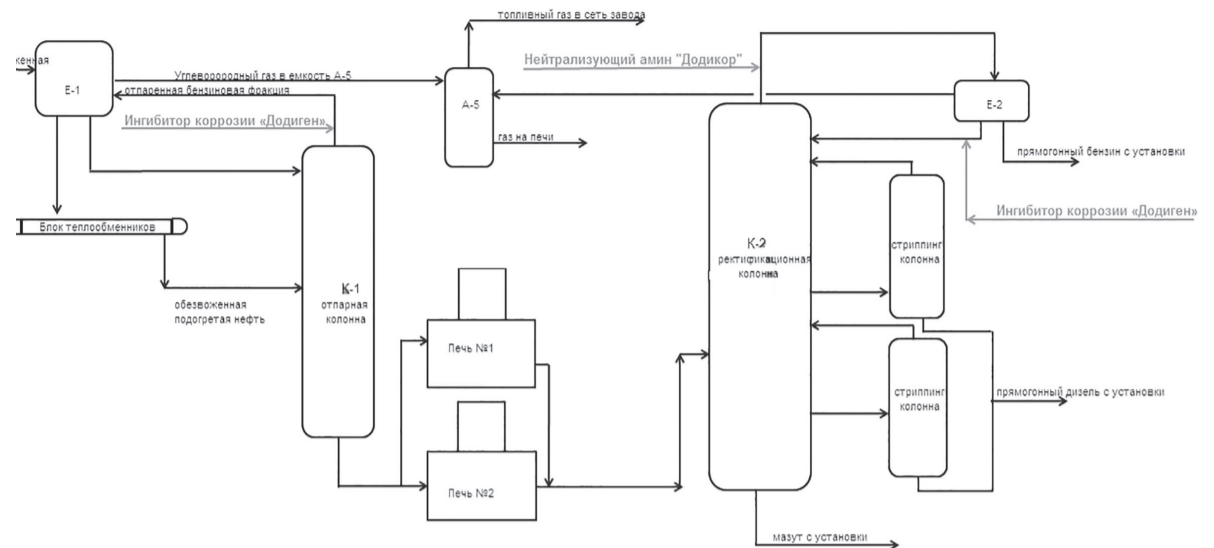 топливный газ в сеть завода
женная
Е-1
Углеворородный газ в емкость А-5
отпаренная бензиновая фракция
Ингибитор коррозии «Додиген»
А-5
газ на печи
Нейтрализующий амин "Додикор"
Е-2
прямогонный бензин с установки
Ингибитор коррозии «Додиген»
Блок теплообменников
обезвоженная
подогретая нефть
К-1
отпарная
колонна
К-2
ректификационная
колонна
стриппинг
колонна
Печь №1
стриппинг
колонна
прямогонный дизель с установки
Печь №2
мазут с установки